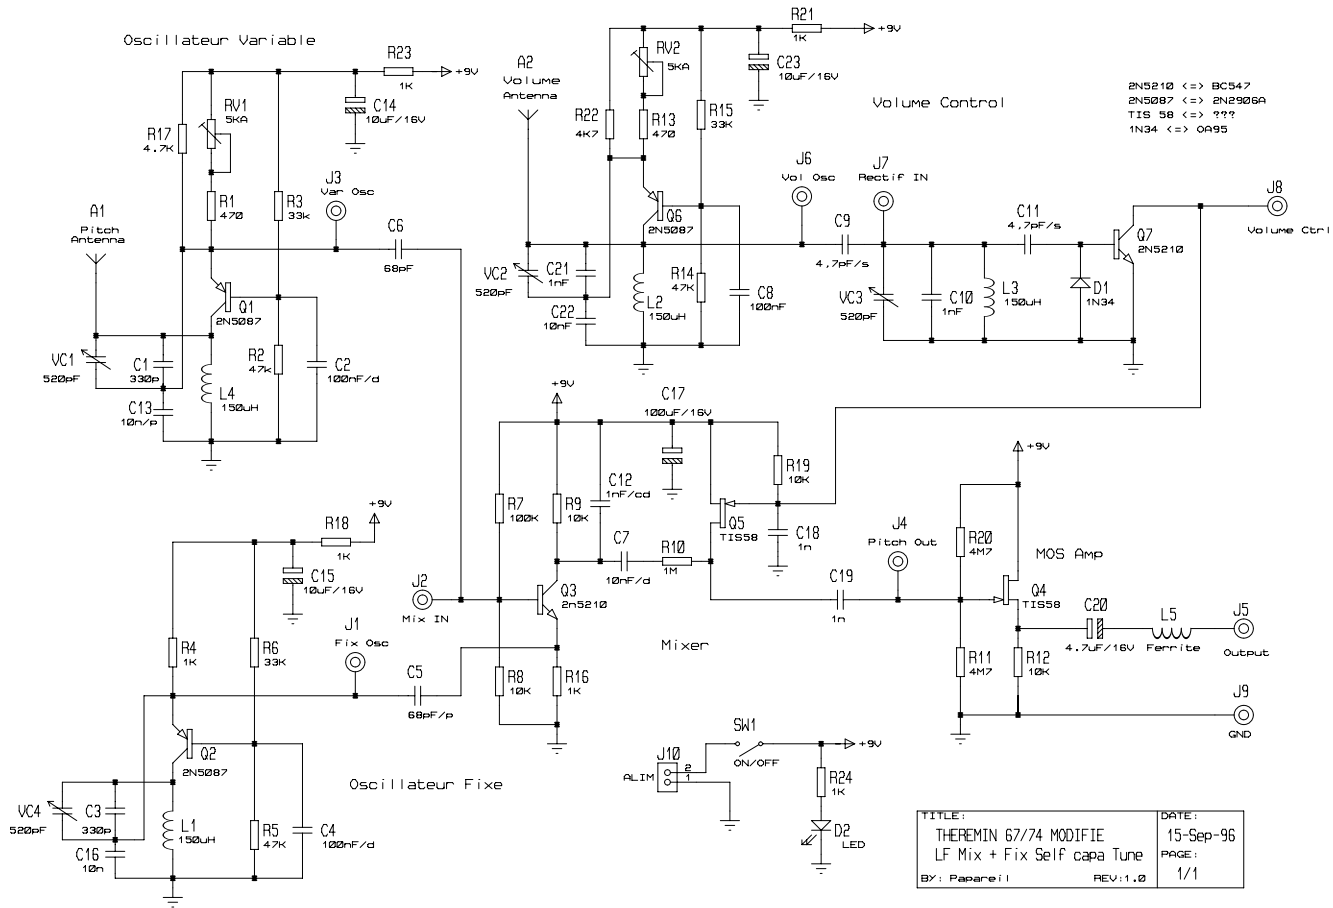 Oscillateur Variable
R23
1K
+9V
C14
10uF/16V
RV1
5KA
R17
4.7K
R1
470
R3
33k
J3
Var Osc
A1
Pitch
Antenna
C6
68pF
Q1
2N5087
VC1
520pF
C1
330p
C13
10n/p
L4
150uH
R2
47k
C2
100nF/d
A2
Volume
Antenna
RV2
5KA
R22
4K7
R13
470
R15
33K
C23
10uF/16V
R21
1K
+9V
Volume Control
2N5210 <=> BC547
2N5087 <=> 2N2906A
TIS 58 <=> ???
1N34 <=> OA95
Q6
2N5087
J6
Vol Osc
J7
Rectif IN
J8
Volume Ctrl
C9
4,7pF/s
C11
4,7pF/s
Q7
2N5210
VC2
520pF
C21
1nF
C22
10nF
L2
150uH
R14
47K
C8
100nF
VC3
520pF
C10
1nF
L3
150uH
D1
1N34
+9V
C17
100uF/16V
R7
100K
R9
10K
C12
1nF/cd
R19
10K
Q5
TIS58
C18
1n
C7
10nF/d
R10
1M
J2
Mix IN
Q3
2n5210
R8
10K
R16
1K
Mixer
C19
1n
J4
Pitch Out
+9V
R20
4M7
MOS Amp
Q4
TIS58
R11
4M7
R12
10K
C20
4.7uF/16V
L5
Ferrite
J5
Output
J9
GND
R18
1K
+9V
C15
10uF/16V
R4
1K
R6
33K
J1
Fix Osc
C5
68pF/p
Q2
2N5087
Oscillateur Fixe
VC4
520pF
C3
330p
C16
10n
L1
150uH
R5
47K
C4
100nF/d
J10
ALIM
2
1
SW1
ON/OFF
+9V
R24
1K
D2
LED
TITLE:
THEREMIN 67/74 MODIFIE
LF Mix + Fix Self capa Tune
BY: Papareil
REV:1.0
DATE:
15-Sep-96
PAGE:
1/1